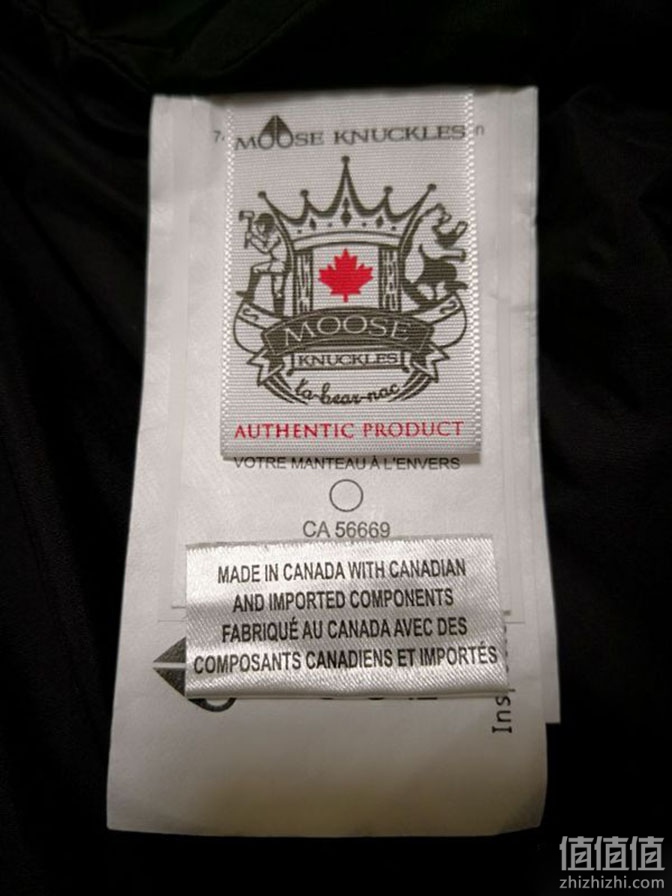 MOOSE KNUCKLES
MOOSE
KNUCKLES
ta-bear-nac
AUTHENTIC PRODUCT
VOTRE MANTEAU À L'ENVERS
CA 56669
MADE IN CANADA WITH CANADIAN
AND IMPORTED COMPONENTS
FABRIQUÉ AU CANADA AVEC DES
COMPOSANTS CANADIENS ET IMPORTÉS
值值值
zhizhizhi.com